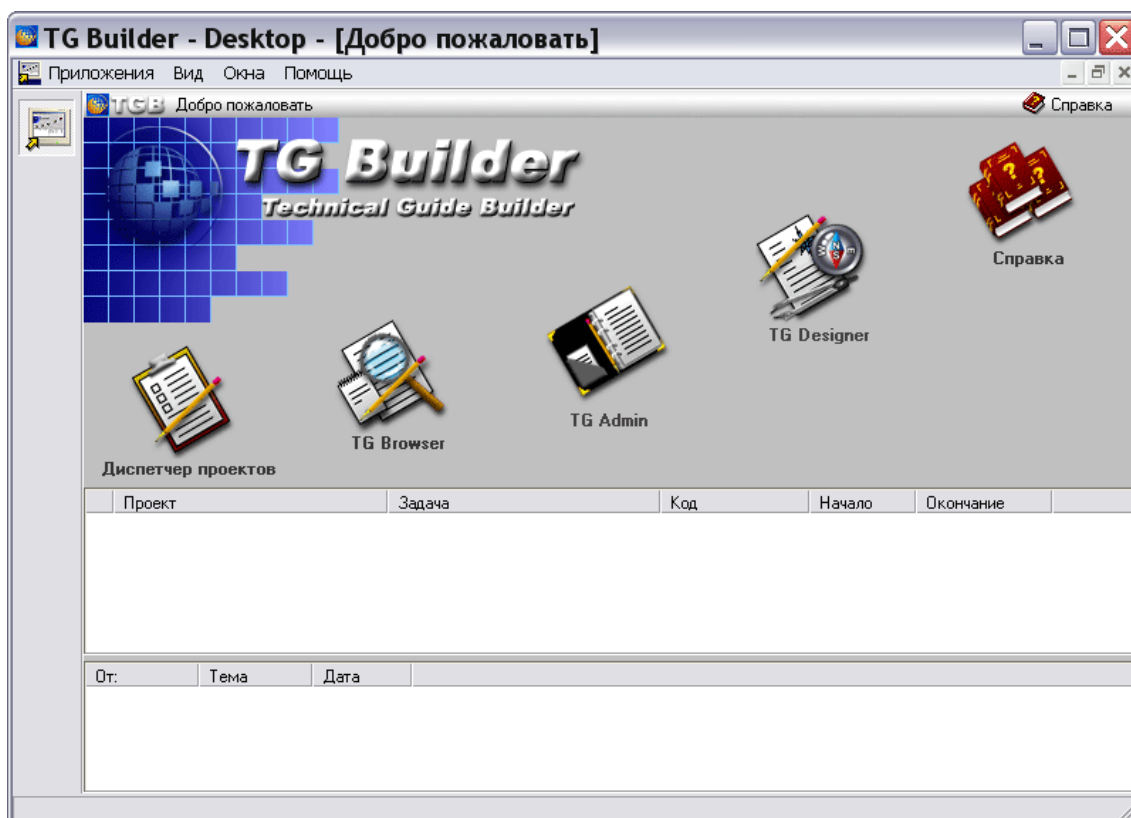 TG Builder - Desktop - [Добро пожаловать]
Приложения Вид Окна Помощь
TGB Добро пожаловать Справка
TG Builder
Technical Guide Builder
Справка
TG Designer
TG Admin
TG Browser
Диспетчер проектов
Проект Задача Код Начало Окончание
От: Тема Дата